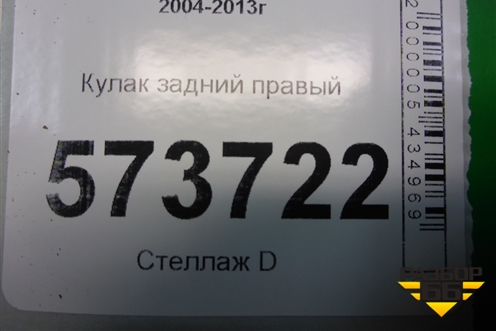 2004-2013г
Кулак задний правый
573722
Стеллаж D
2000005434969
РАЗБОР
66